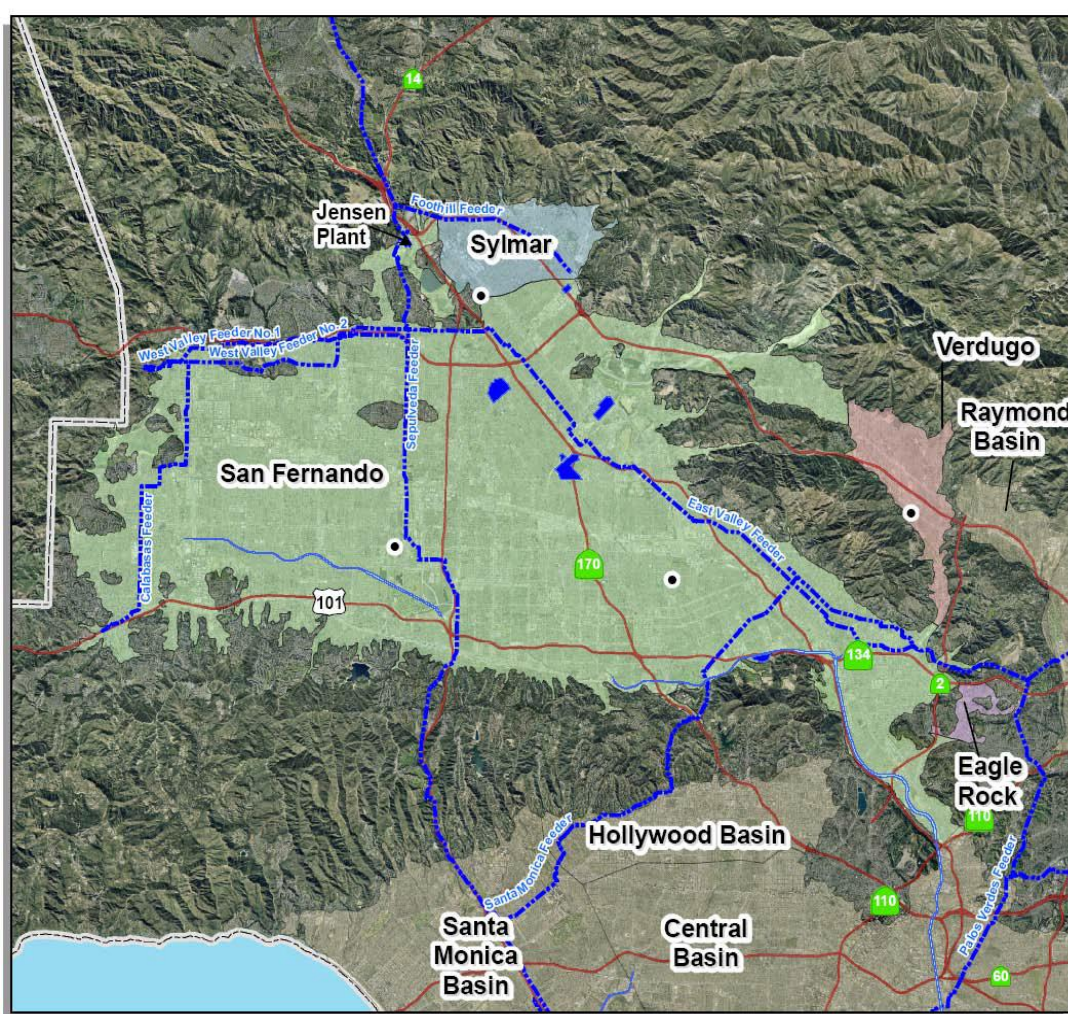 14
Foothill Feeder
Jensen
Plant
Sylmar
West Valley Feeder No.1
West Valley Feeder No. 2
Sepulveda Feeder
Verdugo
Raymond
Basin
San Fernando
Calabasas Feeder
East Valley Feeder
170
101
134
2
Eagle
Rock
110
Hollywood Basin
Santa Monica Feeder
Palos Verdes Feeder
110
Santa
Monica
Basin
Central
Basin
60